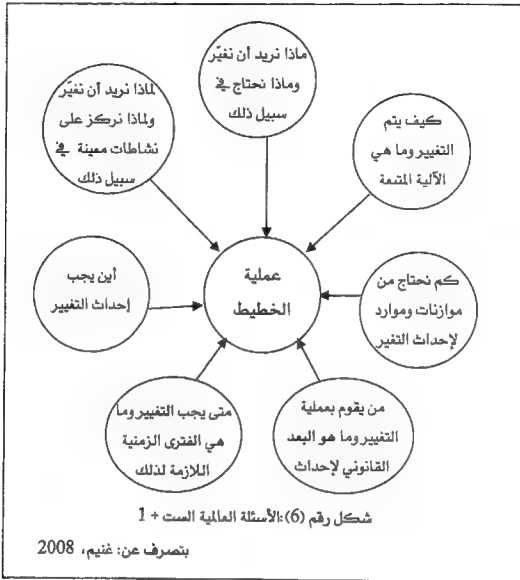 ماذا نريد أن نغيّر
وماذا نحتاج في
سبيل ذلك
لماذا نريد أن نغيّر
ولماذا نركز على
نشاطات معينة في
سبيل ذلك
كيف يتم
التغيير وما هي
الآلية المتبعة
عملية
الخطيط
أين يجب
إحداث التغيير
كم نحتاج من
موازنات وموارد
لإحداث التغير
متى يجب التغيير وما
هي الفترى الزمنية
اللازمة لذلك
من يقوم بعملية
التغيير وما هو البعد
القانوني لإحداث
شكل رقم (6):الأسئلة العالمية الست + 1
بتصرف عن: غنيم، 2008